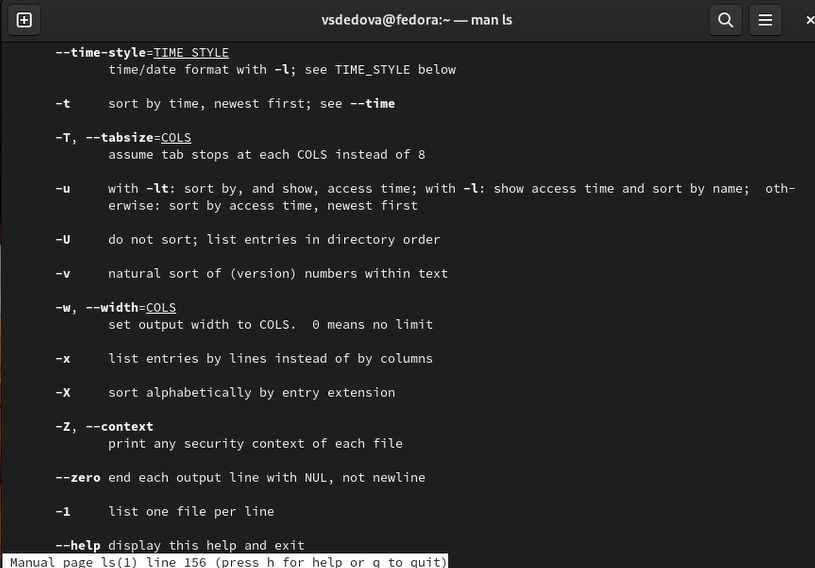 vsdedova@fedora:~ — man ls
--time-style=TIME_STYLE
time/date format with -l; see TIME_STYLE below
-t     sort by time, newest first; see --time
-T, --tabsize=COLS
assume tab stops at each COLS instead of 8
-u     with -lt: sort by, and show, access time; with -l: show access time and sort by name;  oth-
erwise: sort by access time, newest first
-U     do not sort; list entries in directory order
-v     natural sort of (version) numbers within text
-w, --width=COLS
set output width to COLS.  0 means no limit
-x     list entries by lines instead of by columns
-X     sort alphabetically by entry extension
-Z, --context
print any security context of each file
--zero end each output line with NUL, not newline
-1     list one file per line
--help display this help and exit
Manual page ls(1) line 156 (press h for help or q to quit)